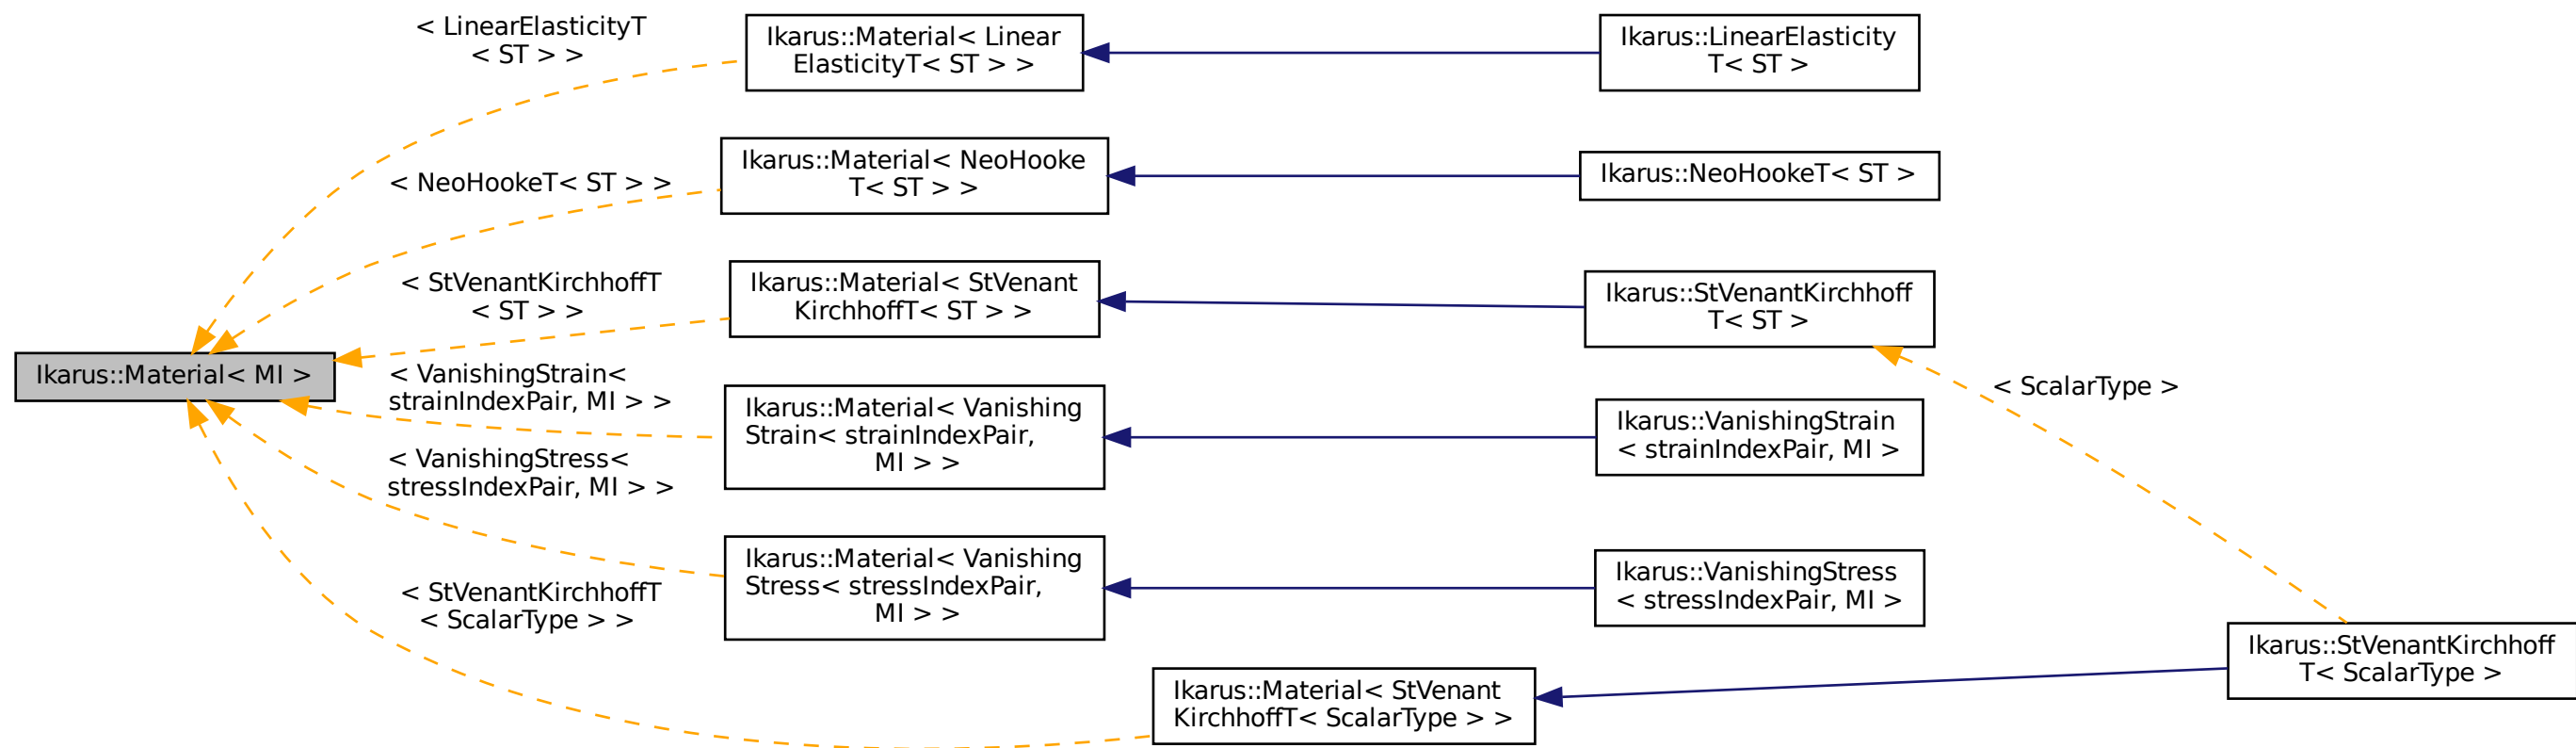 < LinearElasticityT
< ST > >
Ikarus::Material< Linear
ElasticityT< ST > >
Ikarus::LinearElasticity
T< ST >
< NeoHookeT< ST > >
Ikarus::Material< NeoHooke
T< ST > >
Ikarus::NeoHookeT< ST >
< StVenantKirchhoffT
< ST > >
Ikarus::Material< StVenant
KirchhoffT< ST > >
Ikarus::StVenantKirchhoff
T< ST >
Ikarus::Material< MI >
< VanishingStrain<
strainIndexPair, MI > >
Ikarus::Material< Vanishing
Strain< strainIndexPair,
MI > >
Ikarus::VanishingStrain
< strainIndexPair, MI >
< ScalarType >
< VanishingStress<
stressIndexPair, MI > >
Ikarus::Material< Vanishing
Stress< stressIndexPair,
MI > >
Ikarus::VanishingStress
< stressIndexPair, MI >
< StVenantKirchhoffT
< ScalarType > >
Ikarus::Material< StVenant
KirchhoffT< ScalarType > >
Ikarus::StVenantKirchhoff
T< ScalarType >